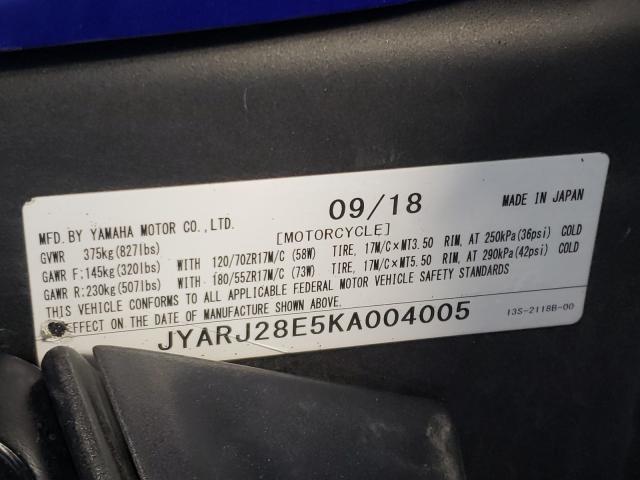 MFD. BY YAMAHA MOTOR CO., LTD. 09/18 MADE IN JAPAN
GVWR 375kg(827lbs) [MOTORCYCLE]
GAWR F:145kg(320lbs) WITH 120/70ZR17M/C (58W) TIRE, 17M/C×MT3.50 RIM, AT 250kPa(36psi) COLD
GAWR R:230kg(507lbs) WITH 180/55ZR17M/C (73W) TIRE, 17M/C×MT5.50 RIM, AT 290kPa(42psi) COLD
THIS VEHICLE CONFORMS TO ALL APPLICABLE FEDERAL MOTOR VEHICLE SAFETY STANDARDS
EFFECT ON THE DATE OF MANUFACTURE SHOWN ABOVE.
JYARJ28E5KA004005 13S-2118B-00